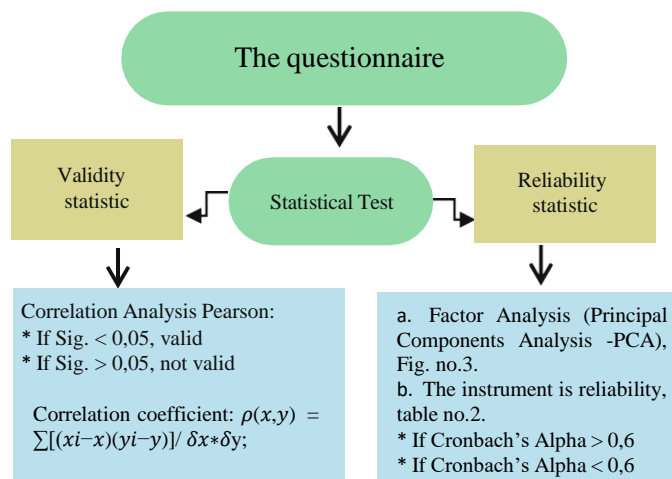 The questionnaire
Validity
statistic
Statistical Test
Reliability
statistic
Correlation Analysis Pearson:
* If Sig. < 0,05, valid
* If Sig. > 0,05, not valid
Correlation coefficient: ρ(x,y) =
∑[(xi−x)(yi−y)]/ δx*δy;
a. Factor Analysis (Principal
Components Analysis -PCA),
Fig. no.3.
b. The instrument is reliability,
table no.2.
* If Cronbach’s Alpha > 0,6
* If Cronbach’s Alpha < 0,6